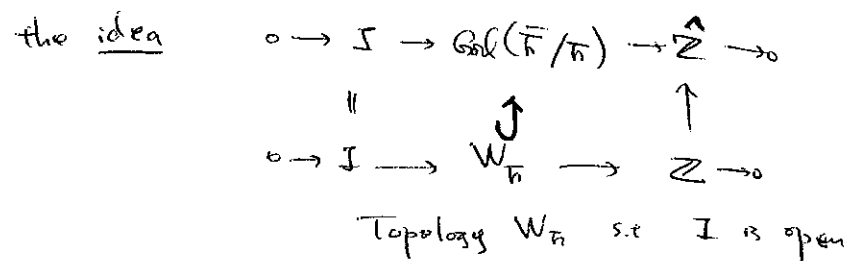 the idea 0 → I → Gal(F̄/F) → Ẑ → 0
|| ↑ ↑
0 → I → W_F → Z → 0
Topology W_F s.t I is open